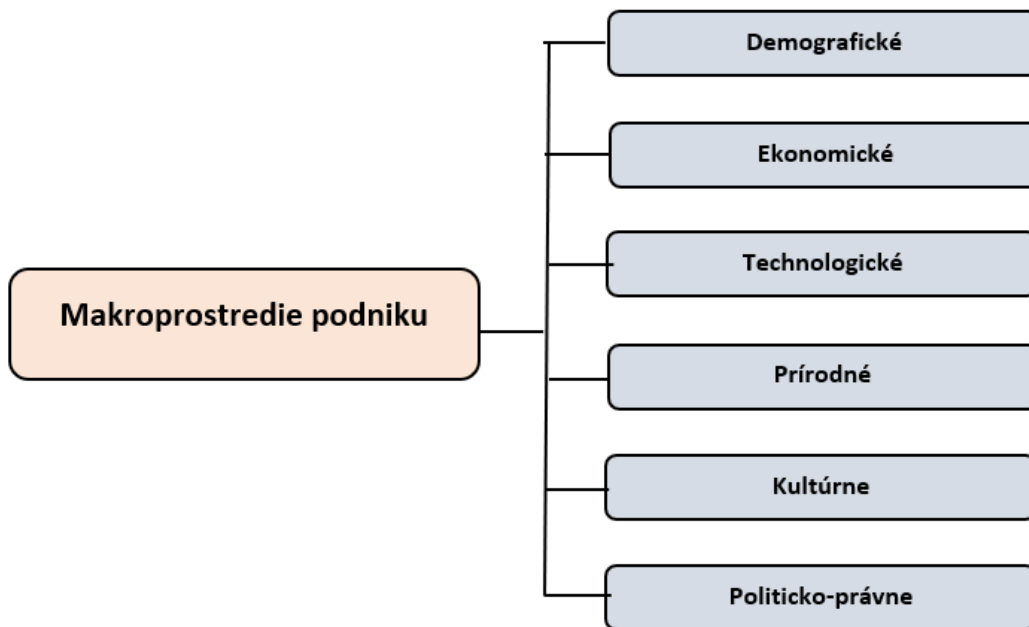 Demografické
Ekonomické
Technologické
Makroprostredie podniku
Prírodné
Kultúrne
Politicko-právne